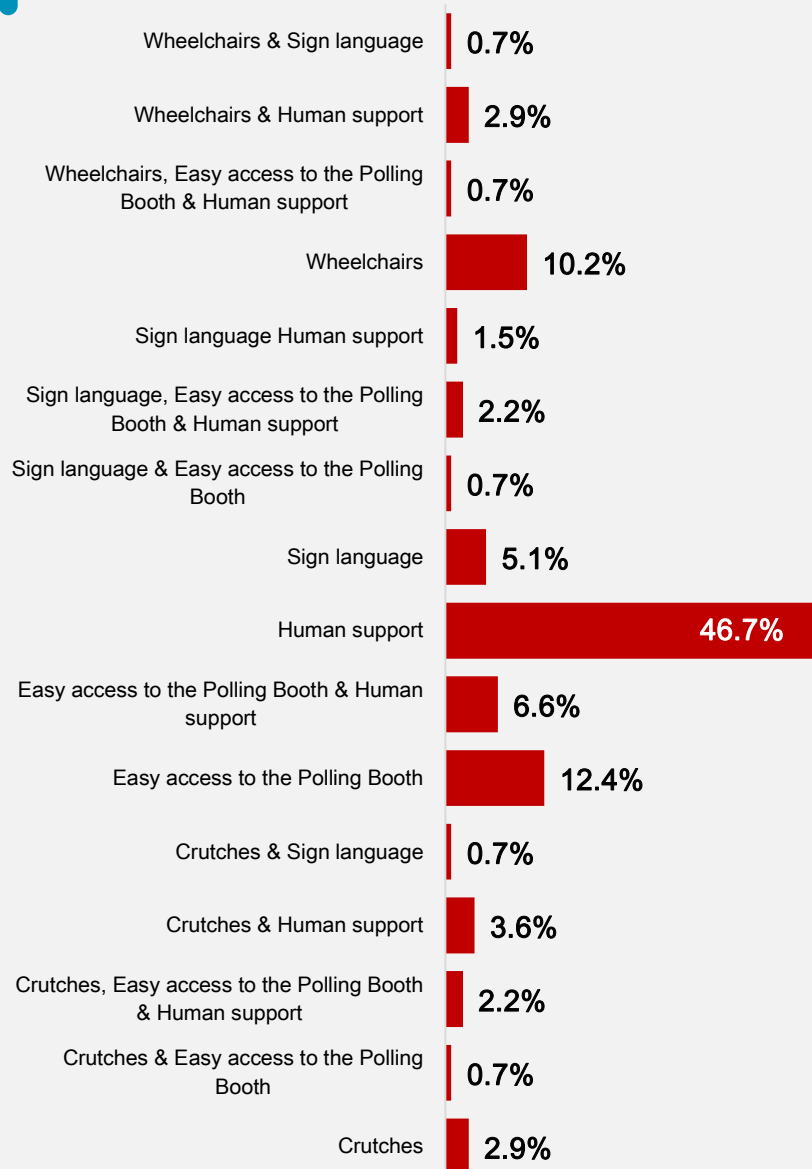 Wheelchairs & Sign language
0.7%
Wheelchairs & Human support
2.9%
Wheelchairs, Easy access to the Polling
Booth & Human support
0.7%
Wheelchairs
10.2%
Sign language Human support
1.5%
Sign language, Easy access to the Polling
Booth & Human support
2.2%
Sign language & Easy access to the Polling
Booth
0.7%
Sign language
5.1%
Human support
46.7%
Easy access to the Polling Booth & Human
support
6.6%
Easy access to the Polling Booth
12.4%
Crutches & Sign language
0.7%
Crutches & Human support
3.6%
Crutches, Easy access to the Polling Booth
& Human support
2.2%
Crutches & Easy access to the Polling
Booth
0.7%
Crutches
2.9%